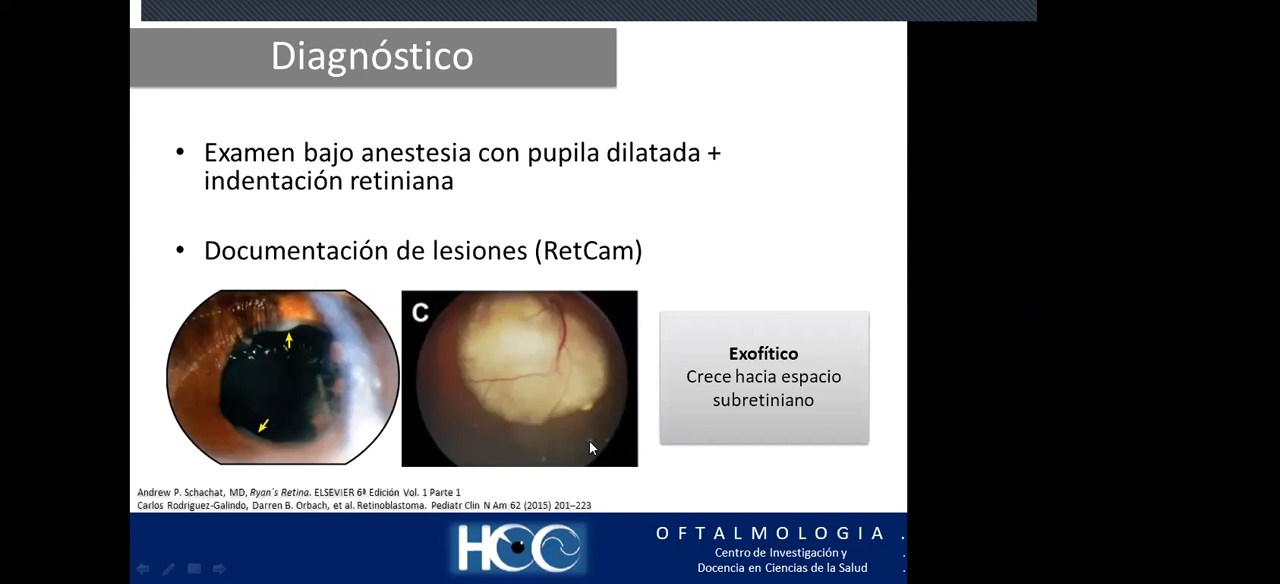 Diagnóstico
• Examen bajo anestesia con pupila dilatada +
indentación retiniana
• Documentación de lesiones (RetCam)
C
Exofítico
Crece hacia espacio
subretiniano
Andrew P. Schachat, MD, Ryan´s Retina. ELSEVIER 6ª Edición Vol. 1 Parte 1
Carlos Rodriguez-Galindo, Darren B. Orbach, et al. Retinoblastoma. Pediatr Clin N Am 62 (2015) 201–223
HCC
OFTALMOLOGIA .
Centro de Investigación y .
Docencia en Ciencias de la Salud .